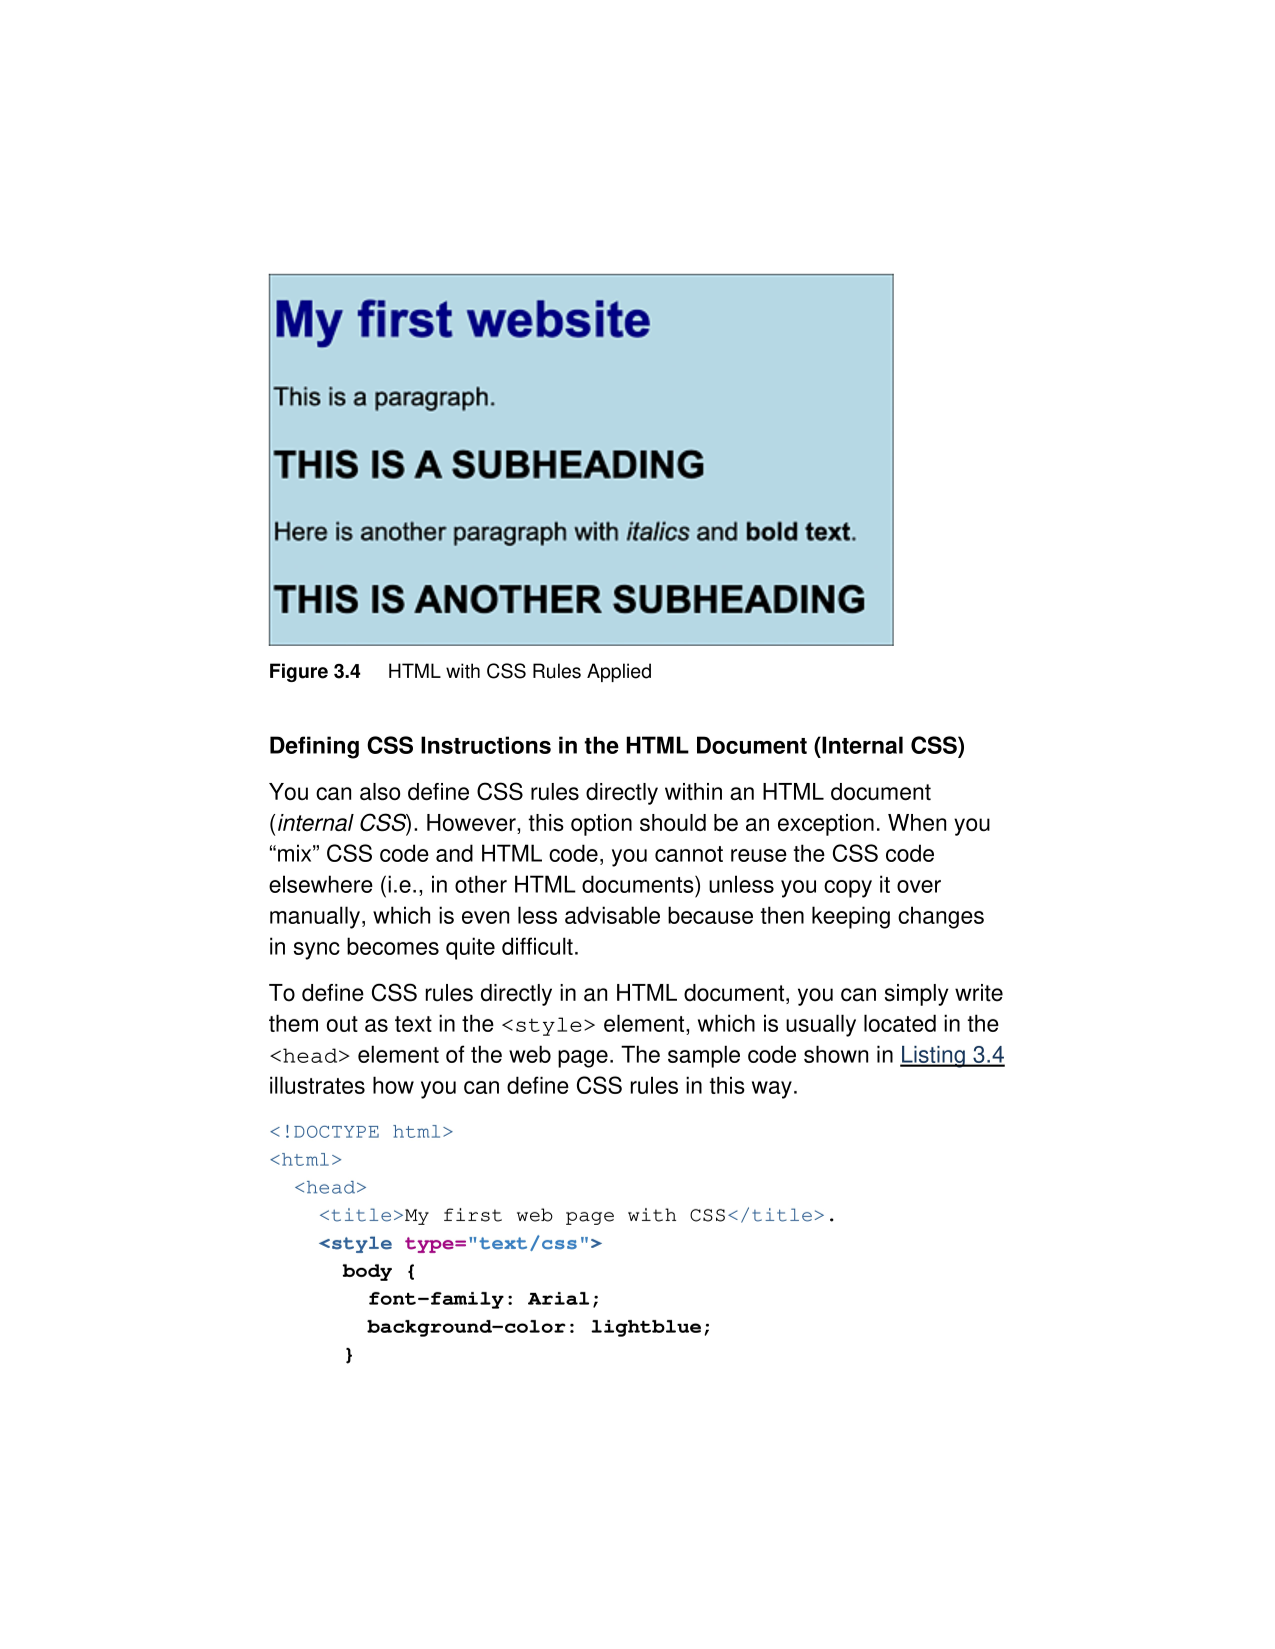 My first website
This is a paragraph.
THIS IS A SUBHEADING
Here is another paragraph with italics and bold text.
THIS IS ANOTHER SUBHEADING
Figure 3.4 HTML with CSS Rules Applied
Defining CSS Instructions in the HTML Document (Internal CSS)
You can also define CSS rules directly within an HTML document
(internal CSS). However, this option should be an exception. When you
“mix” CSS code and HTML code, you cannot reuse the CSS code
elsewhere (i.e., in other HTML documents) unless you copy it over
manually, which is even less advisable because then keeping changes
in sync becomes quite difficult.
To define CSS rules directly in an HTML document, you can simply write
them out as text in the <style> element, which is usually located in the
<head> element of the web page. The sample code shown in Listing 3.4
illustrates how you can define CSS rules in this way.
<!DOCTYPE html>
<html>
  <head>
    <title>My first web page with CSS</title>.
    <style type="text/css">
      body {
        font-family: Arial;
        background-color: lightblue;
      }